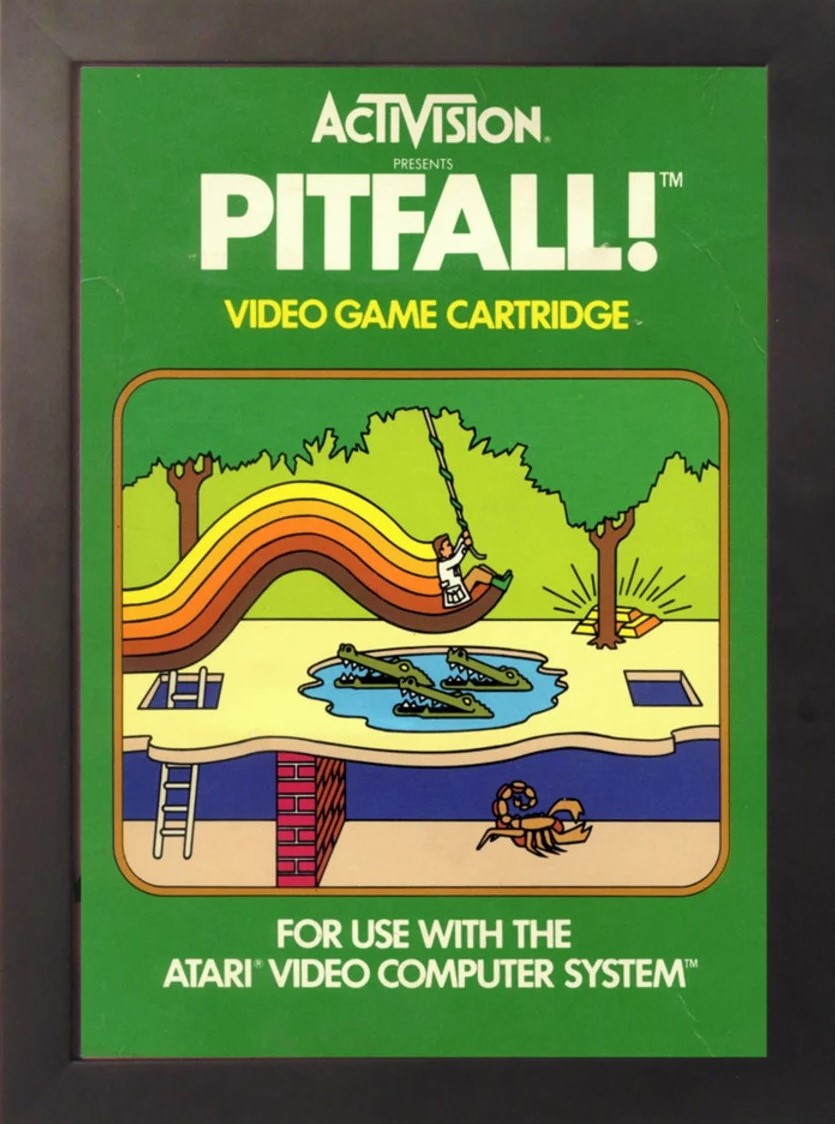 ACTIVISION®
PRESENTS
PITFALL!™
VIDEO GAME CARTRIDGE
FOR USE WITH THE
ATARI® VIDEO COMPUTER SYSTEM™